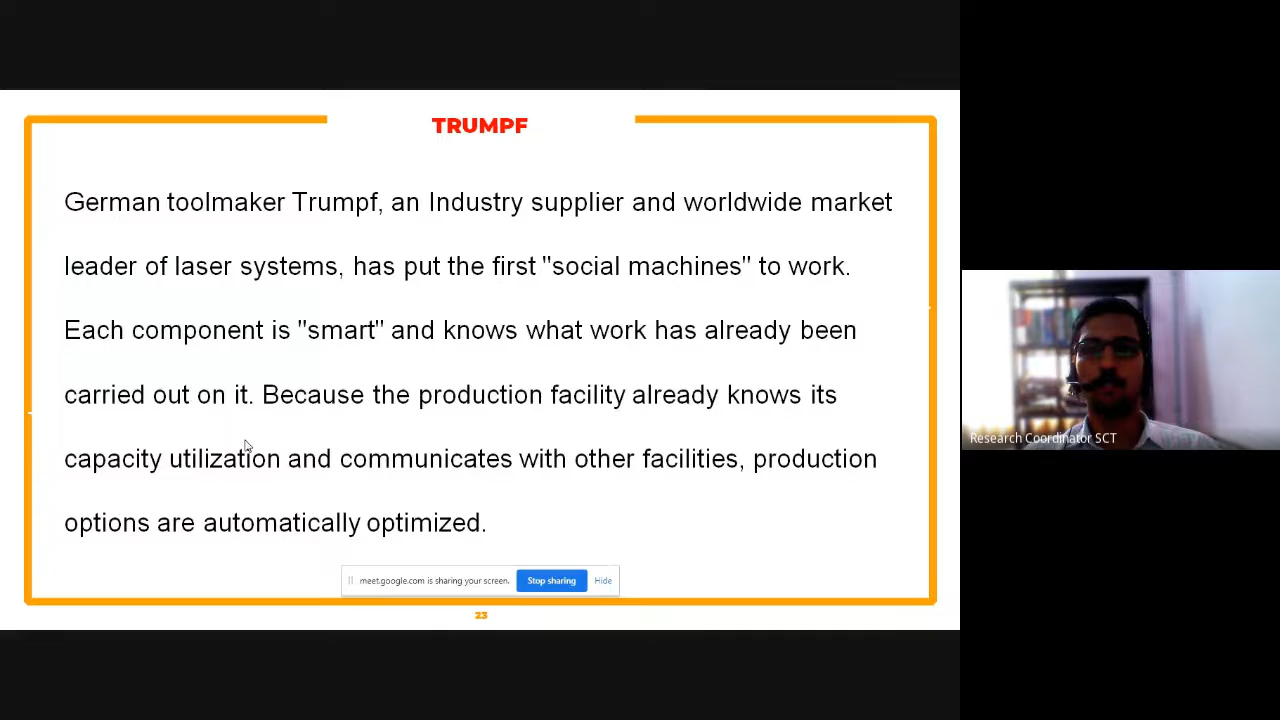 TRUMPF
German toolmaker Trumpf, an Industry supplier and worldwide market
leader of laser systems, has put the first "social machines" to work.
Each component is "smart" and knows what work has already been
carried out on it. Because the production facility already knows its
capacity utilization and communicates with other facilities, production
options are automatically optimized.
meet.google.com is sharing your screen. Stop sharing Hide
23
Research Coordinator SCT